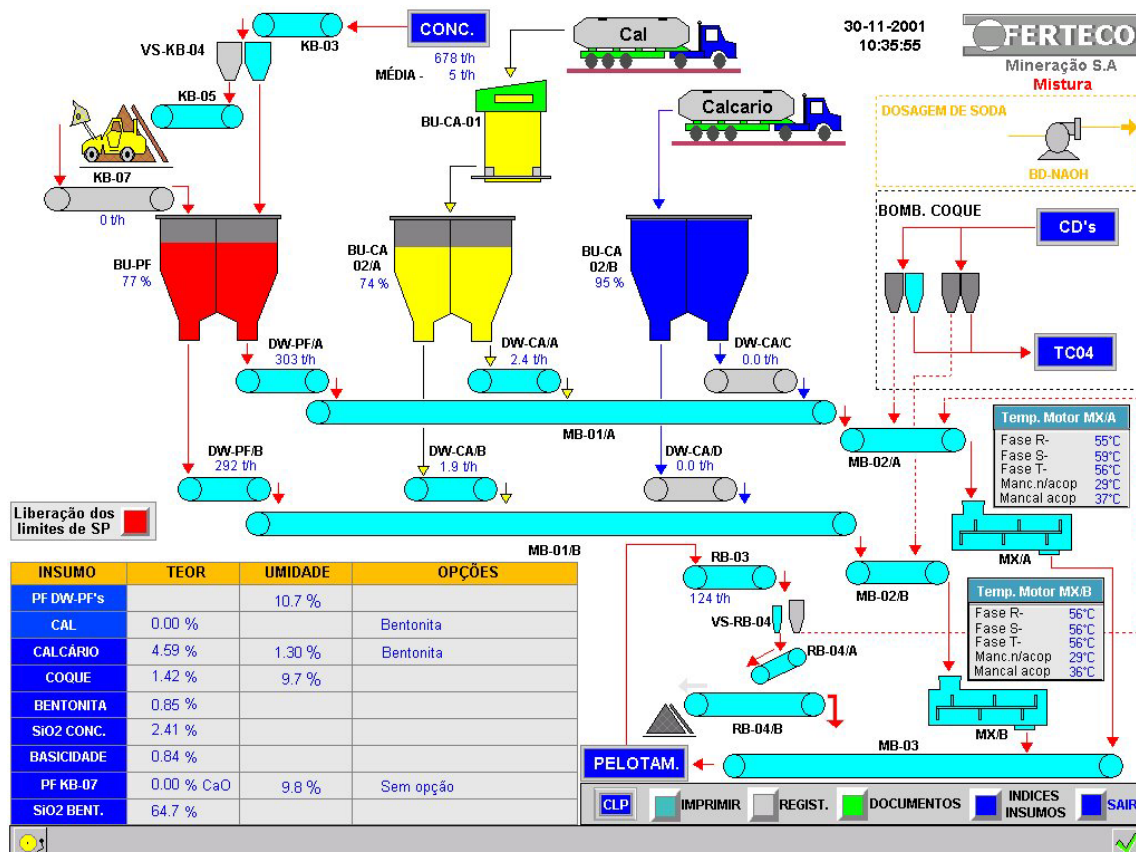 CONC.
30-11-2001
10:35:55
FERTECO
Mineração S.A
Mistura
KB-03
VS-KB-04
678 t/h
MÉDIA - 5 t/h
Cal
Calcario
KB-05
BU-CA-01
KB-07
0 t/h
DOSAGEM DE SODA
BD-NAOH
BOMB. COQUE
CD's
TC04
BU-PF
77 %
BU-CA
02/A
74 %
BU-CA
02/B
95 %
DW-PF/A
303 t/h
DW-CA/A
2.4 t/h
DW-CA/C
0.0 t/h
MB-01/A
MB-02/A
DW-PF/B
292 t/h
DW-CA/B
1.9 t/h
DW-CA/D
0.0 t/h
MB-01/B
MB-02/B
Temp. Motor MX/A
Fase R- 55°C
Fase S- 59°C
Fase T- 56°C
Manc.n/acop 29°C
Mancal acop 37°C
MX/A
Liberação dos
limites de SP
RB-03
124 t/h
VS-RB-04
RB-04/A
RB-04/B
Temp. Motor MX/B
Fase R- 56°C
Fase S- 56°C
Fase T- 56°C
Manc.n/acop 29°C
Mancal acop 36°C
MX/B
MB-03
PELOTAM.
INSUMO TEOR UMIDADE OPÇÕES
PF DW-PF's 10.7 %
CAL 0.00 % Bentonita
CALCÁRIO 4.59 % 1.30 % Bentonita
COQUE 1.42 % 9.7 %
BENTONITA 0.85 %
SiO2 CONC. 2.41 %
BASICIDADE 0.84 %
PF KB-07 0.00 % CaO 9.8 % Sem opção
SiO2 BENT. 64.7 %
CLP IMPRIMIR REGIST. DOCUMENTOS INDICES INSUMOS SAIR